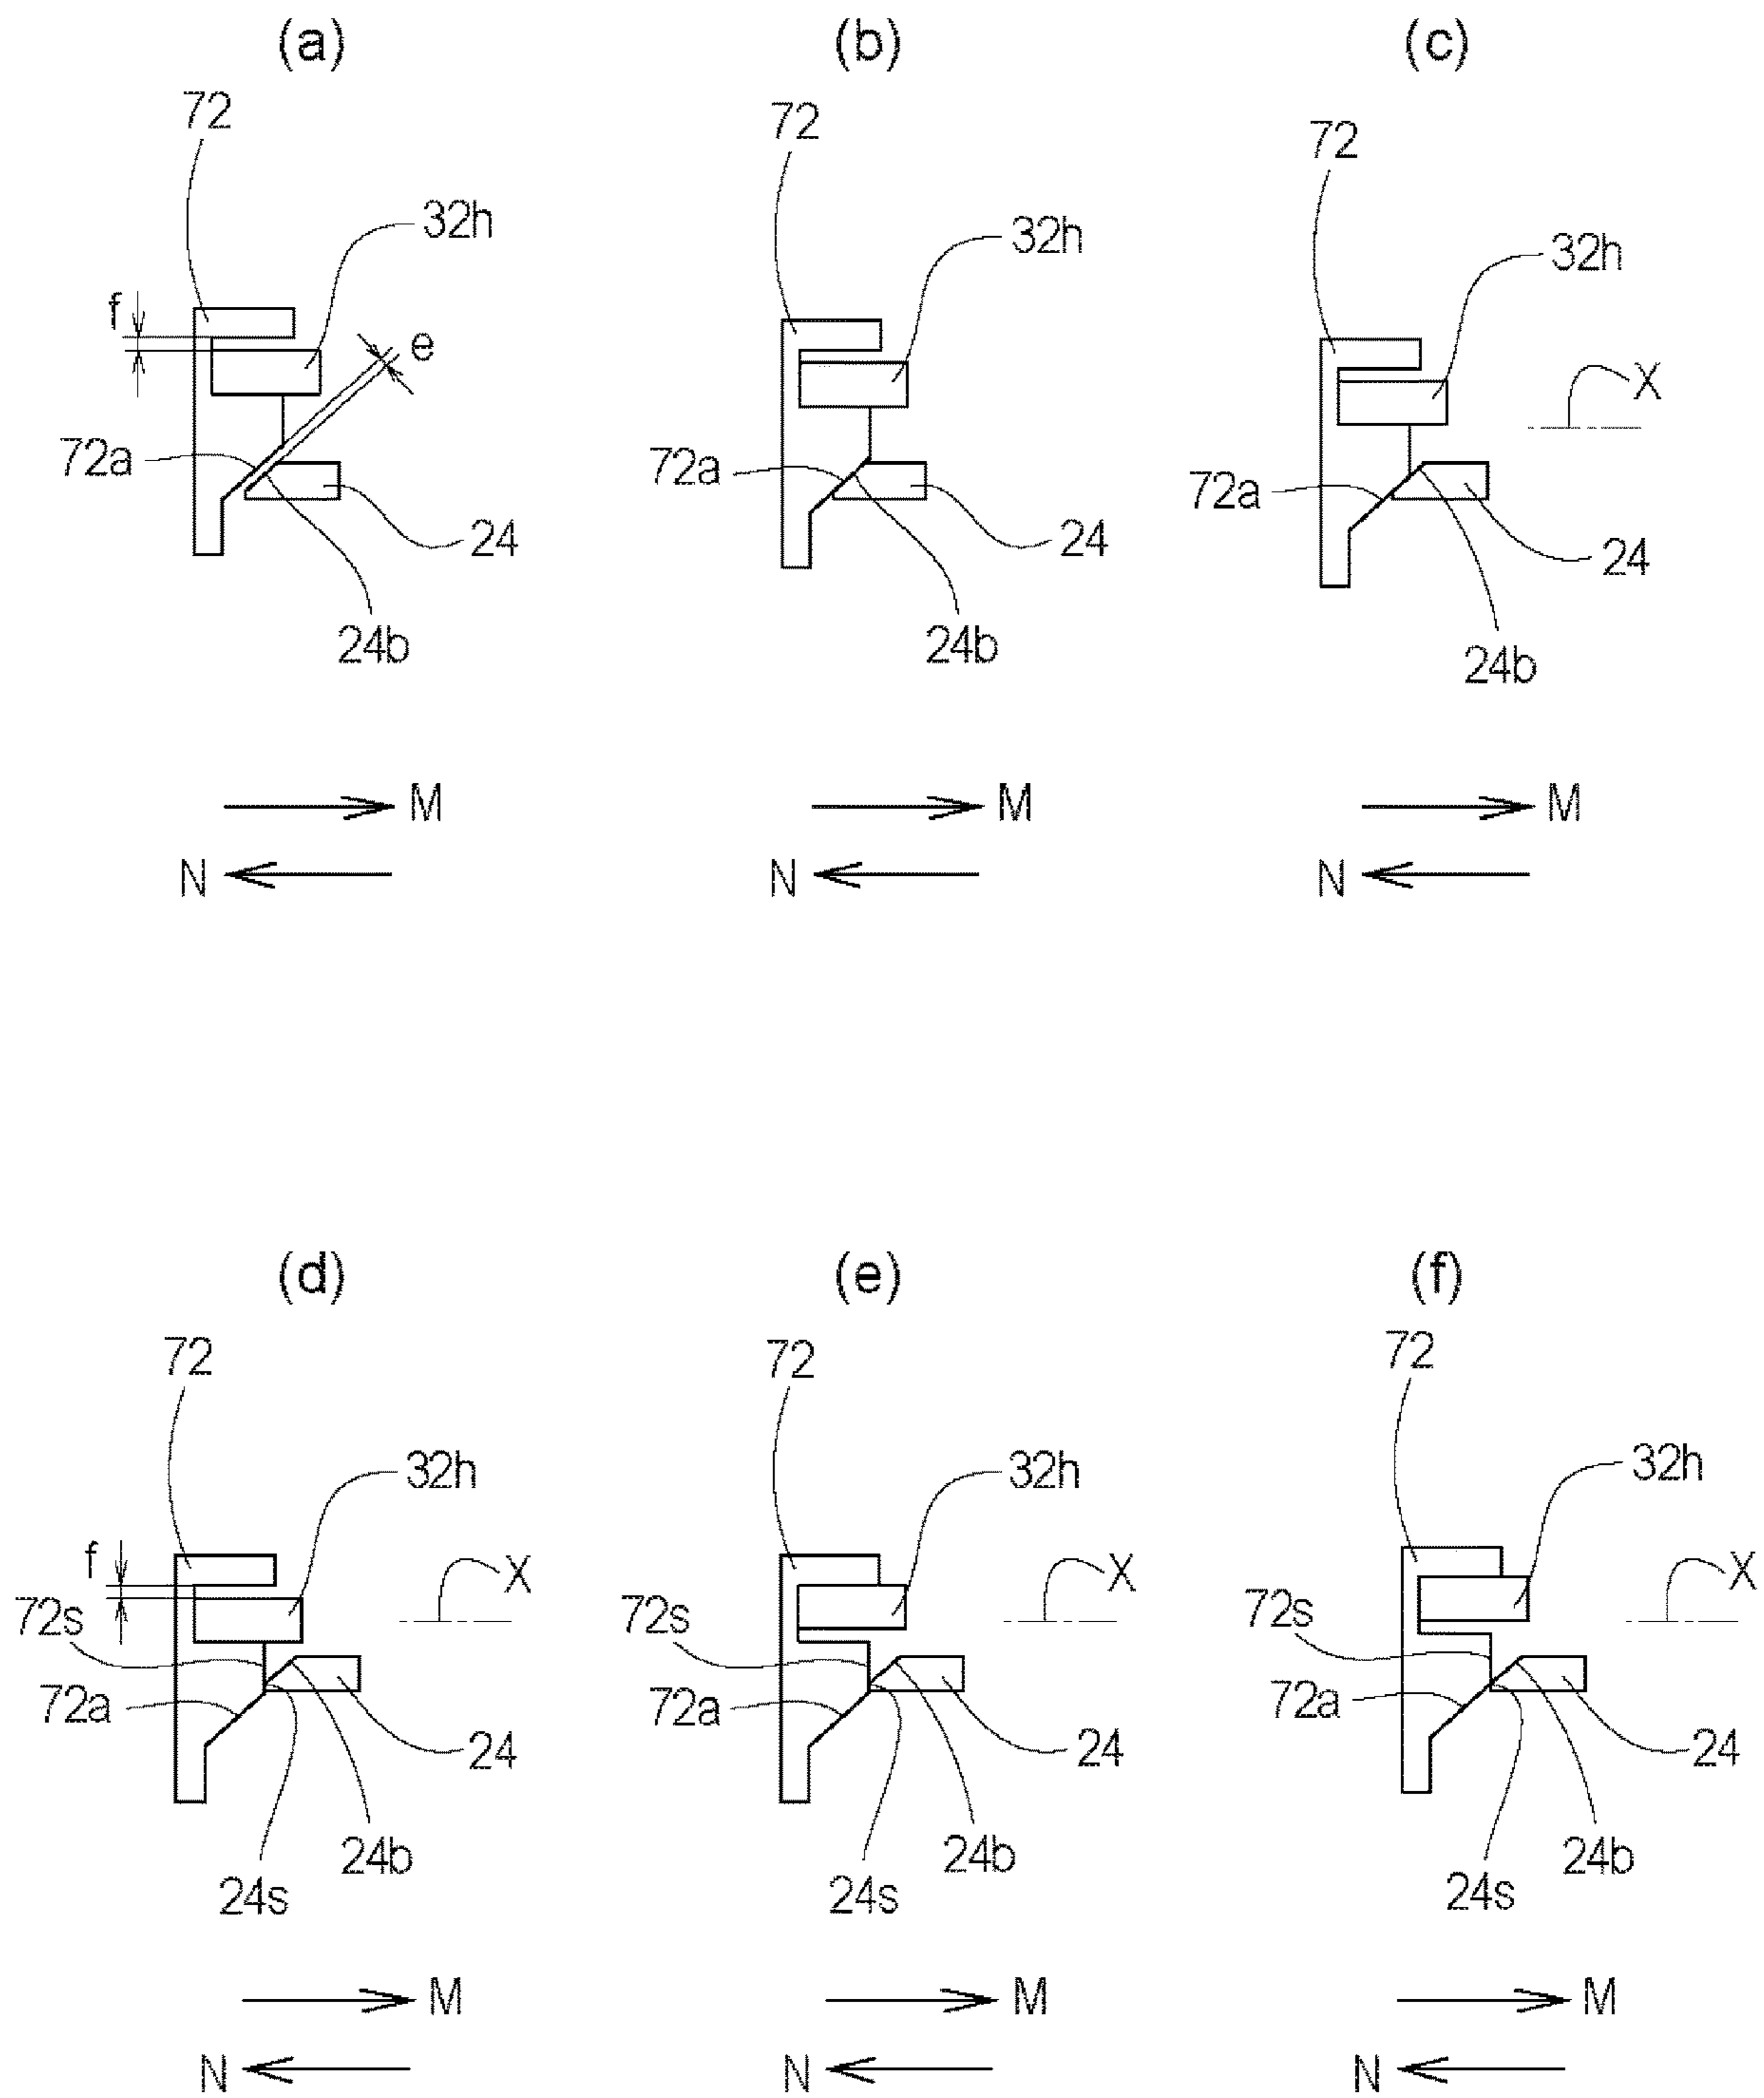 (a) (b) (c)
72 72 72
32h 32h 32h
f e X
72a 72a 72a
24 24 24
24b 24b 24b
M M M
N N N
(d) (e) (f)
72 72 72
32h 32h 32h
f X X X
72s 72s 72s
72a 72a 72a
24 24 24
24b 24b 24b
24s 24s 24s
M M M
N N N